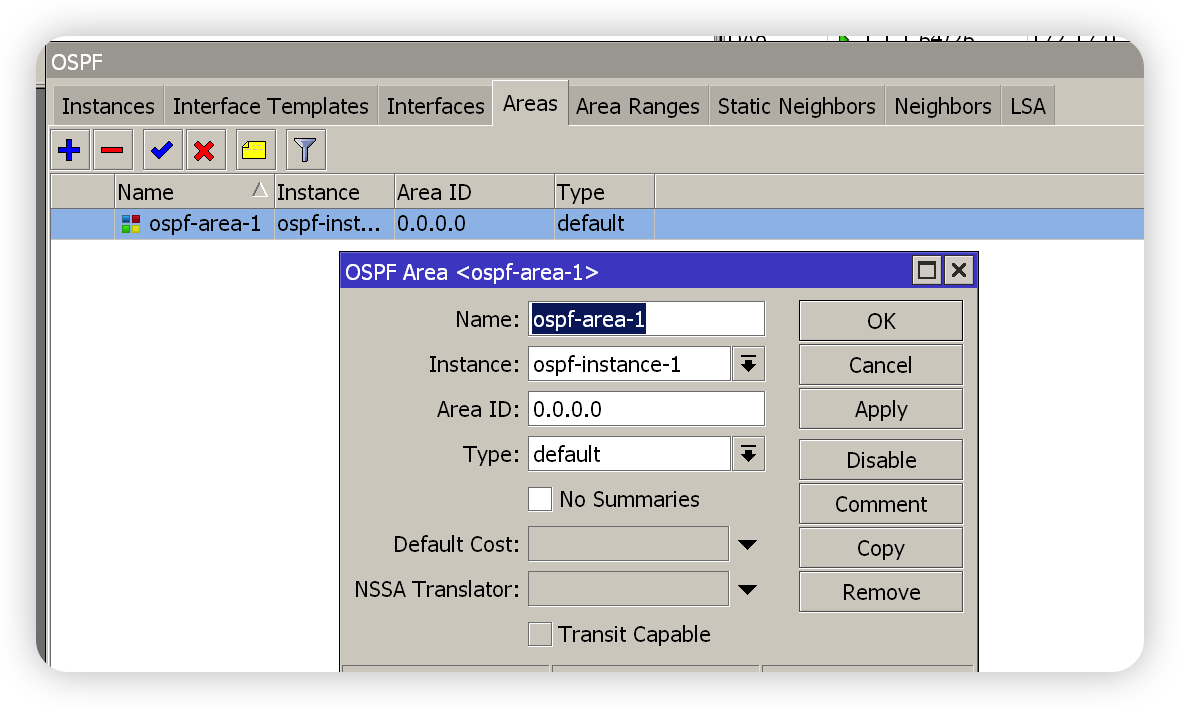 OSPF
Instances Interface Templates Interfaces Areas Area Ranges Static Neighbors Neighbors LSA
Name Instance Area ID Type
ospf-area-1 ospf-inst... 0.0.0.0 default
OSPF Area <ospf-area-1>
Name: ospf-area-1 OK
Instance: ospf-instance-1 Cancel
Area ID: 0.0.0.0 Apply
Type: default Disable
No Summaries Comment
Default Cost: Copy
NSSA Translator: Remove
Transit Capable